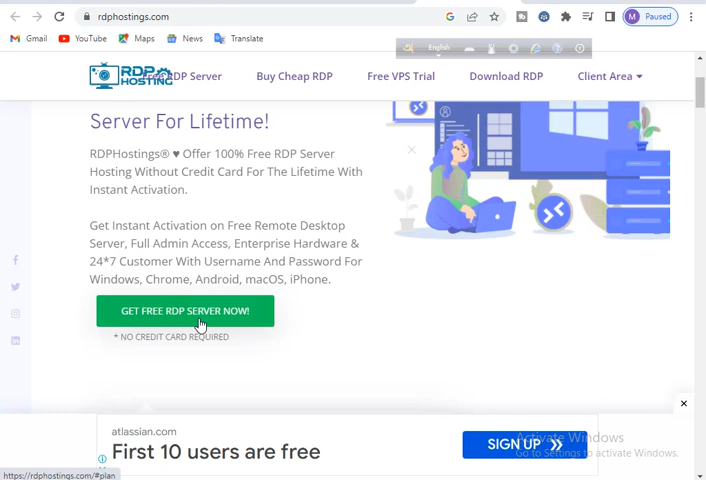 rdphostings.com
M
Paused
Gmail
YouTube
Maps
News
Translate
English
RDP
HOSTING
Free RDP Server
Buy Cheap RDP
Free VPS Trial
Download RDP
Client Area
Server For Lifetime!
RDPHostings® ♥ Offer 100% Free RDP Server
Hosting Without Credit Card For The Lifetime With
Instant Activation.
Get Instant Activation on Free Remote Desktop
Server, Full Admin Access, Enterprise Hardware &
24*7 Customer With Username And Password For
Windows, Chrome, Android, macOS, iPhone.
GET FREE RDP SERVER NOW!
* NO CREDIT CARD REQUIRED
atlassian.com
First 10 users are free
SIGN UP
Activate Windows
Go to Settings to activate Windows.
https://rdphostings.com/#plan